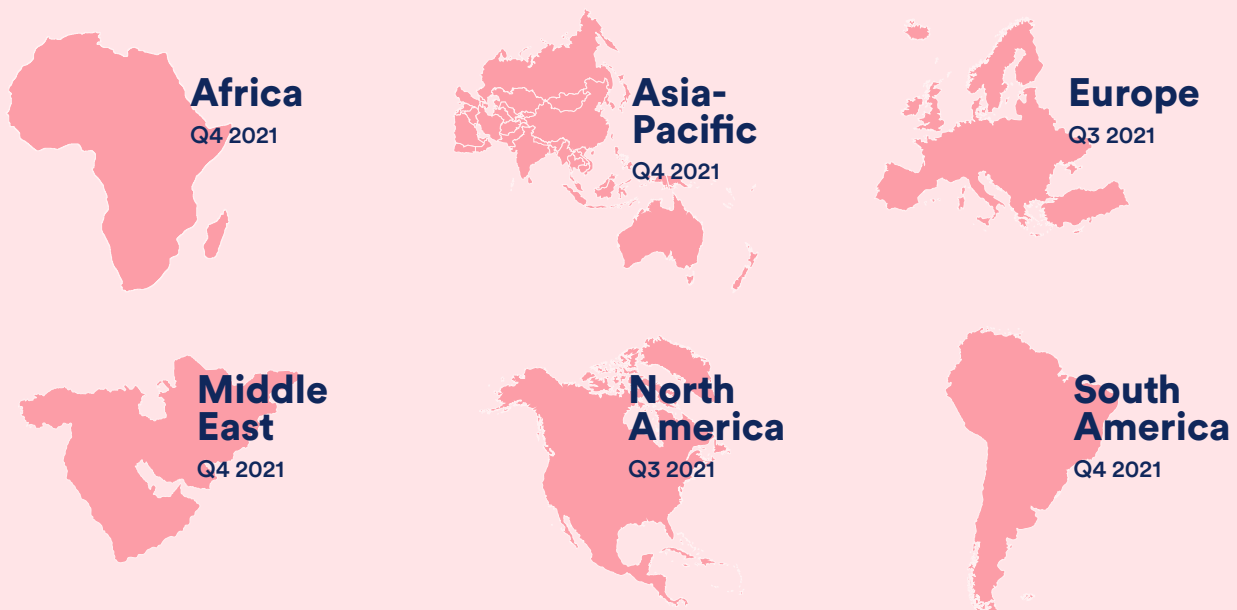 Africa
Q4 2021
Asia-
Pacific
Q4 2021
Europe
Q3 2021
Middle
East
Q4 2021
North
America
Q3 2021
South
America
Q4 2021